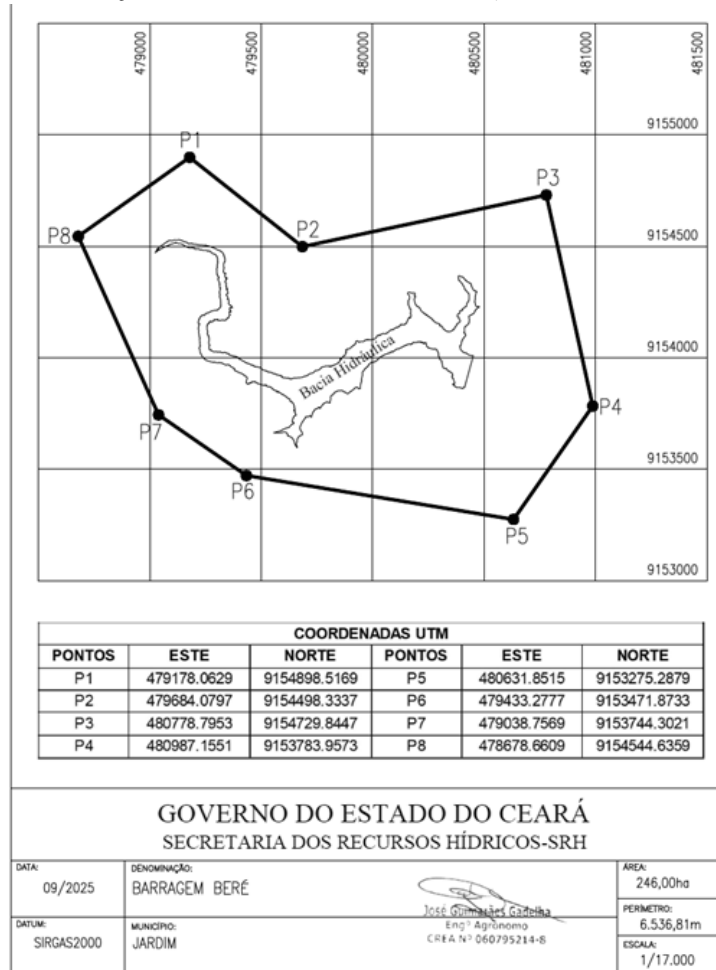 479000
479500
480000
480500
481000
481500
9155000
P1
P3
P8
P2
9154500
Bacia Hidráulica
9154000
P4
P7
9153500
P6
P5
9153000
COORDENADAS UTM
PONTOS ESTE NORTE PONTOS ESTE NORTE
P1 479178.0629 9154898.5169 P5 480631.8515 9153275.2879
P2 479684.0797 9154498.3337 P6 479433.2777 9153471.8733
P3 480778.7953 9154729.8447 P7 479038.7569 9153744.3021
P4 480987.1551 9153783.9573 P8 478678.6609 9154544.6359
GOVERNO DO ESTADO DO CEARÁ
SECRETARIA DOS RECURSOS HÍDRICOS-SRH
DATA:
09/2025
DENOMINAÇÃO:
BARRAGEM BERÉ
ÁREA:
246,00ha
José Guimarães Gadelha
Engº Agrônomo
CREA Nº 060795214-8
PERÍMETRO:
6.536,81m
DATUM:
SIRGAS2000
MUNICÍPIO:
JARDIM
ESCALA:
1/17.000